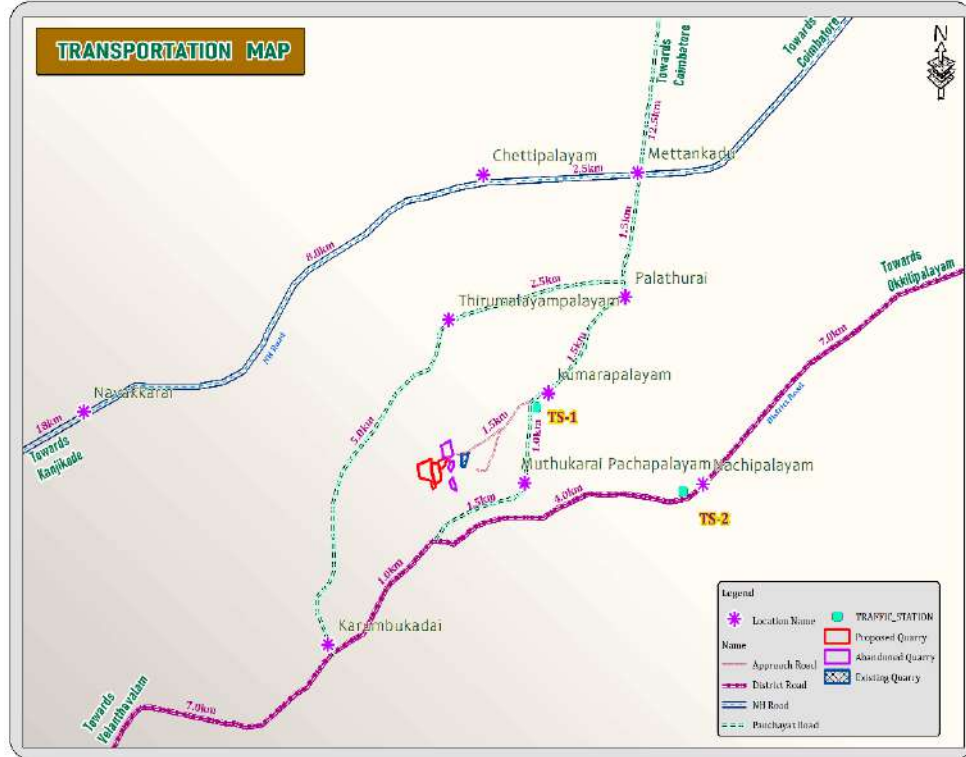 TRANSPORTATION MAP
N
Towards
Coimbatore
Towards
Coimbatore
12.5km
Chettipalayam
Mettankadu
2.5km
1.5km
8.0km
Towards
Okkilipalayam
2.5km
Palathurai
Thirumalayampalayam
7.0km
NH Road
1.5km
kumarapalayam
District Road
Navakkarai
18km
TS-1
Towards
Kanjikode
5.0km
1.5km
1.0km
Muthukarai Pachapalayam
Nachipalayam
4.0km
1.5km
TS-2
1.0km
Karumbukadai
7.0km
Towards
Velanthavalam
Legend
Location Name
TRAFFIC_STATION
Proposed Quarry
Name
Abandoned Quarry
Approach Road
Existing Quarry
District Road
NH Road
Panchayat Road